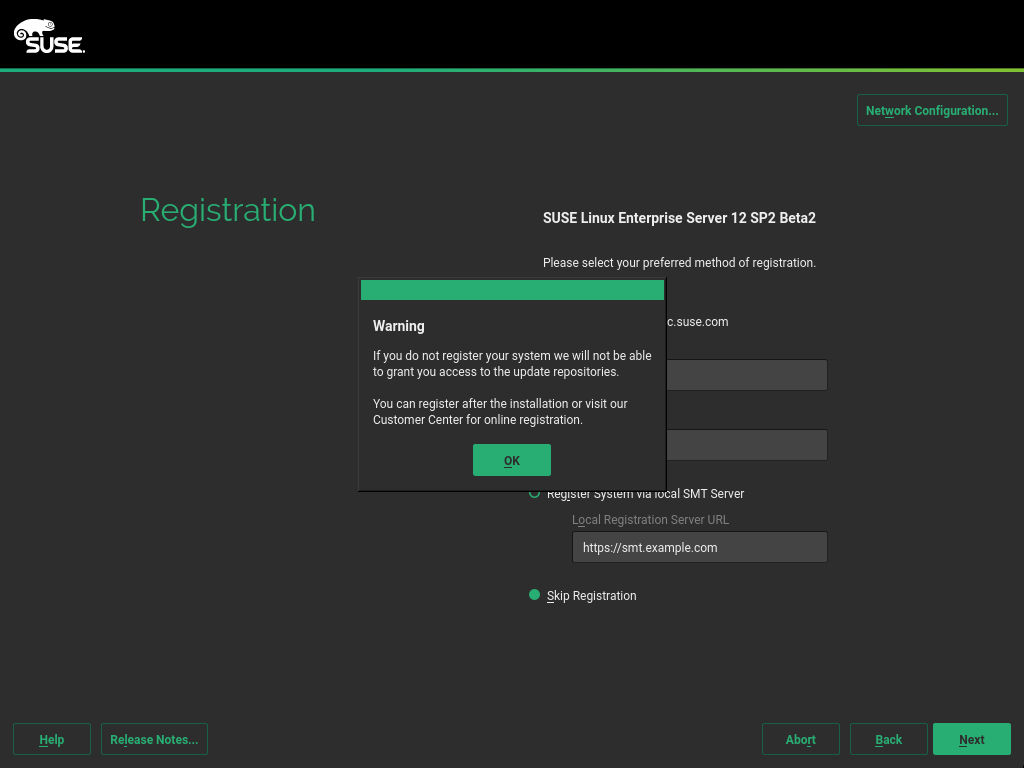 SUSE.
Network Configuration...
Registration
SUSE Linux Enterprise Server 12 SP2 Beta2
Please select your preferred method of registration.
c.suse.com
Warning
If you do not register your system we will not be able
to grant you access to the update repositories.
You can register after the installation or visit our
Customer Center for online registration.
OK
Register System via local SMT Server
Local Registration Server URL
https://smt.example.com
Skip Registration
Help
Release Notes...
Abort
Back
Next